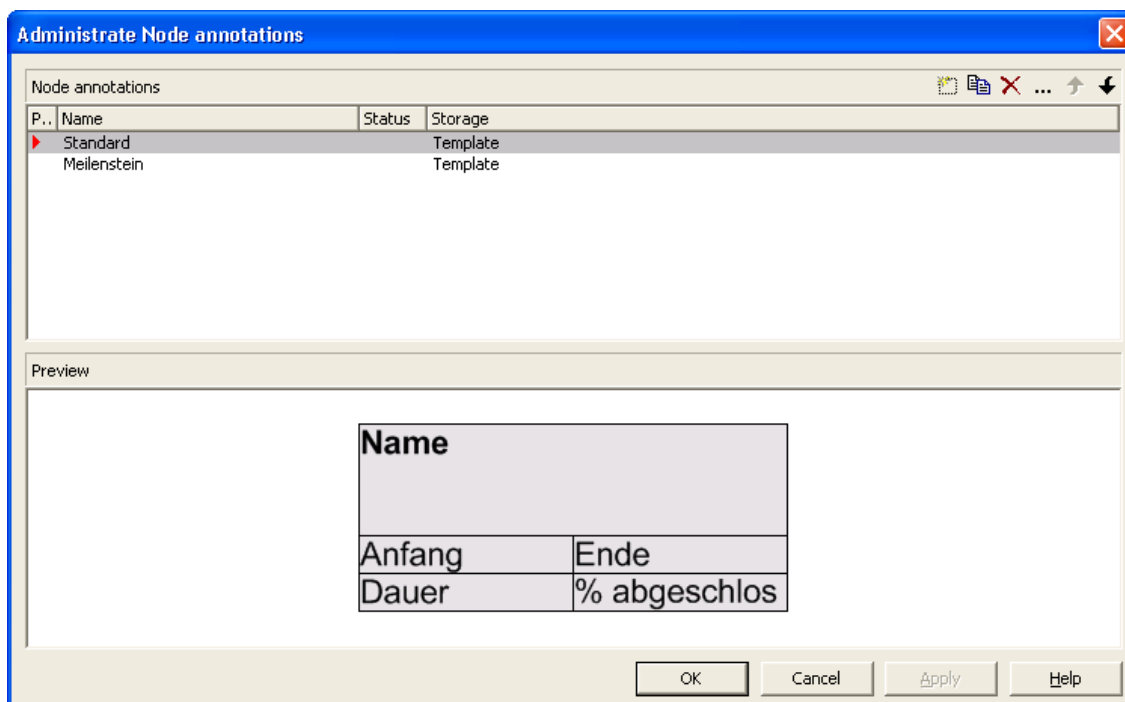 Administrate Node annotations
Node annotations
...
P.. Name Status Storage
Standard Template
Meilenstein Template
Preview
Name
Anfang Ende
Dauer % abgeschlos
OK Cancel Apply Help